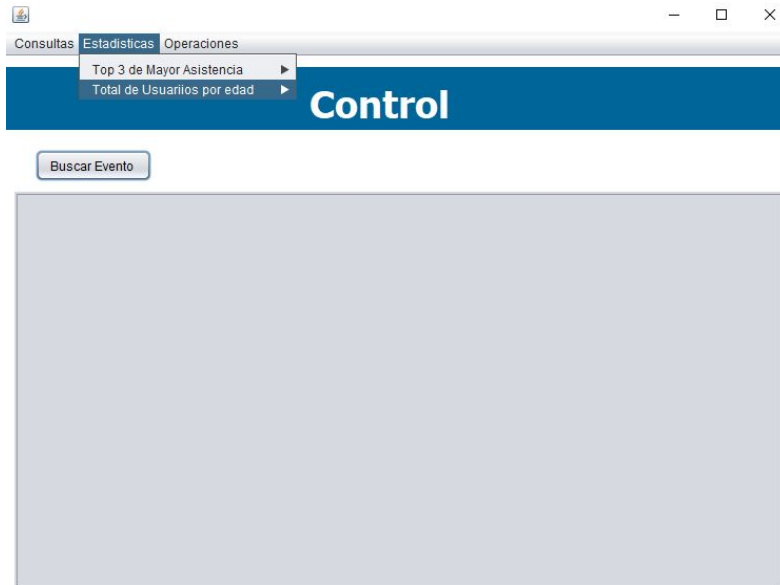 Consultas Estadisticas Operaciones
Top 3 de Mayor Asistencia
Total de Usuariios por edad
Control
Buscar Evento